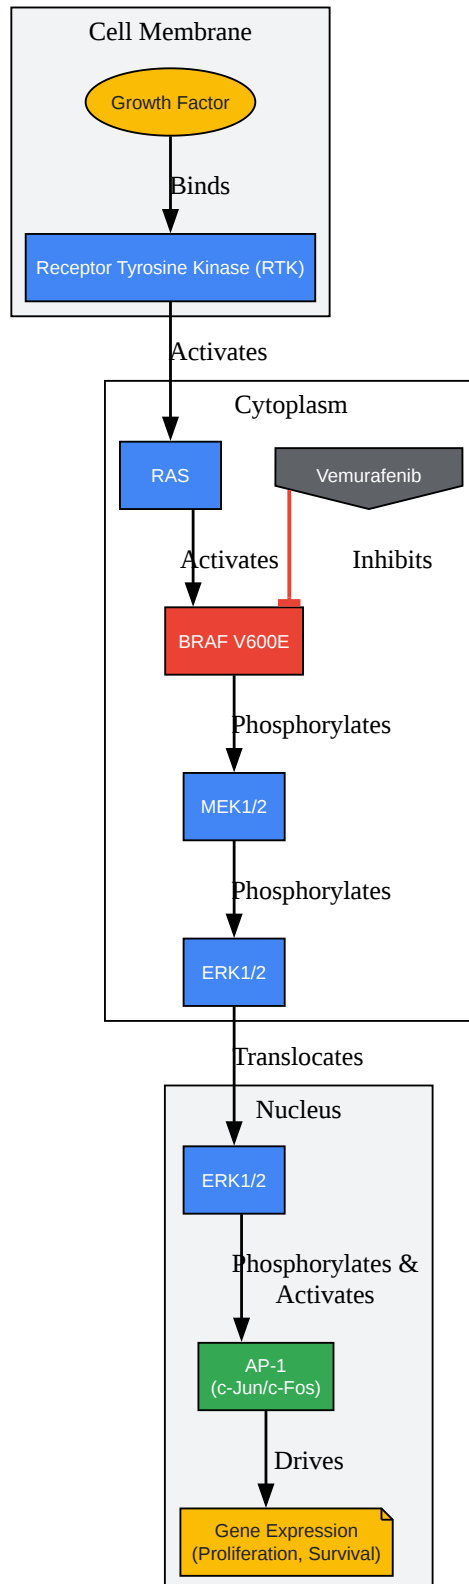 Cell Membrane
Growth Factor
Binds
Receptor Tyrosine Kinase (RTK)
Activates
Cytoplasm
RAS
Vemurafenib
Activates
Inhibits
BRAF V600E
Phosphorylates
MEK1/2
Phosphorylates
ERK1/2
Translocates
Nucleus
ERK1/2
Phosphorylates &
Activates
AP-1
(c-Jun/c-Fos)
Drives
Gene Expression
(Proliferation, Survival)